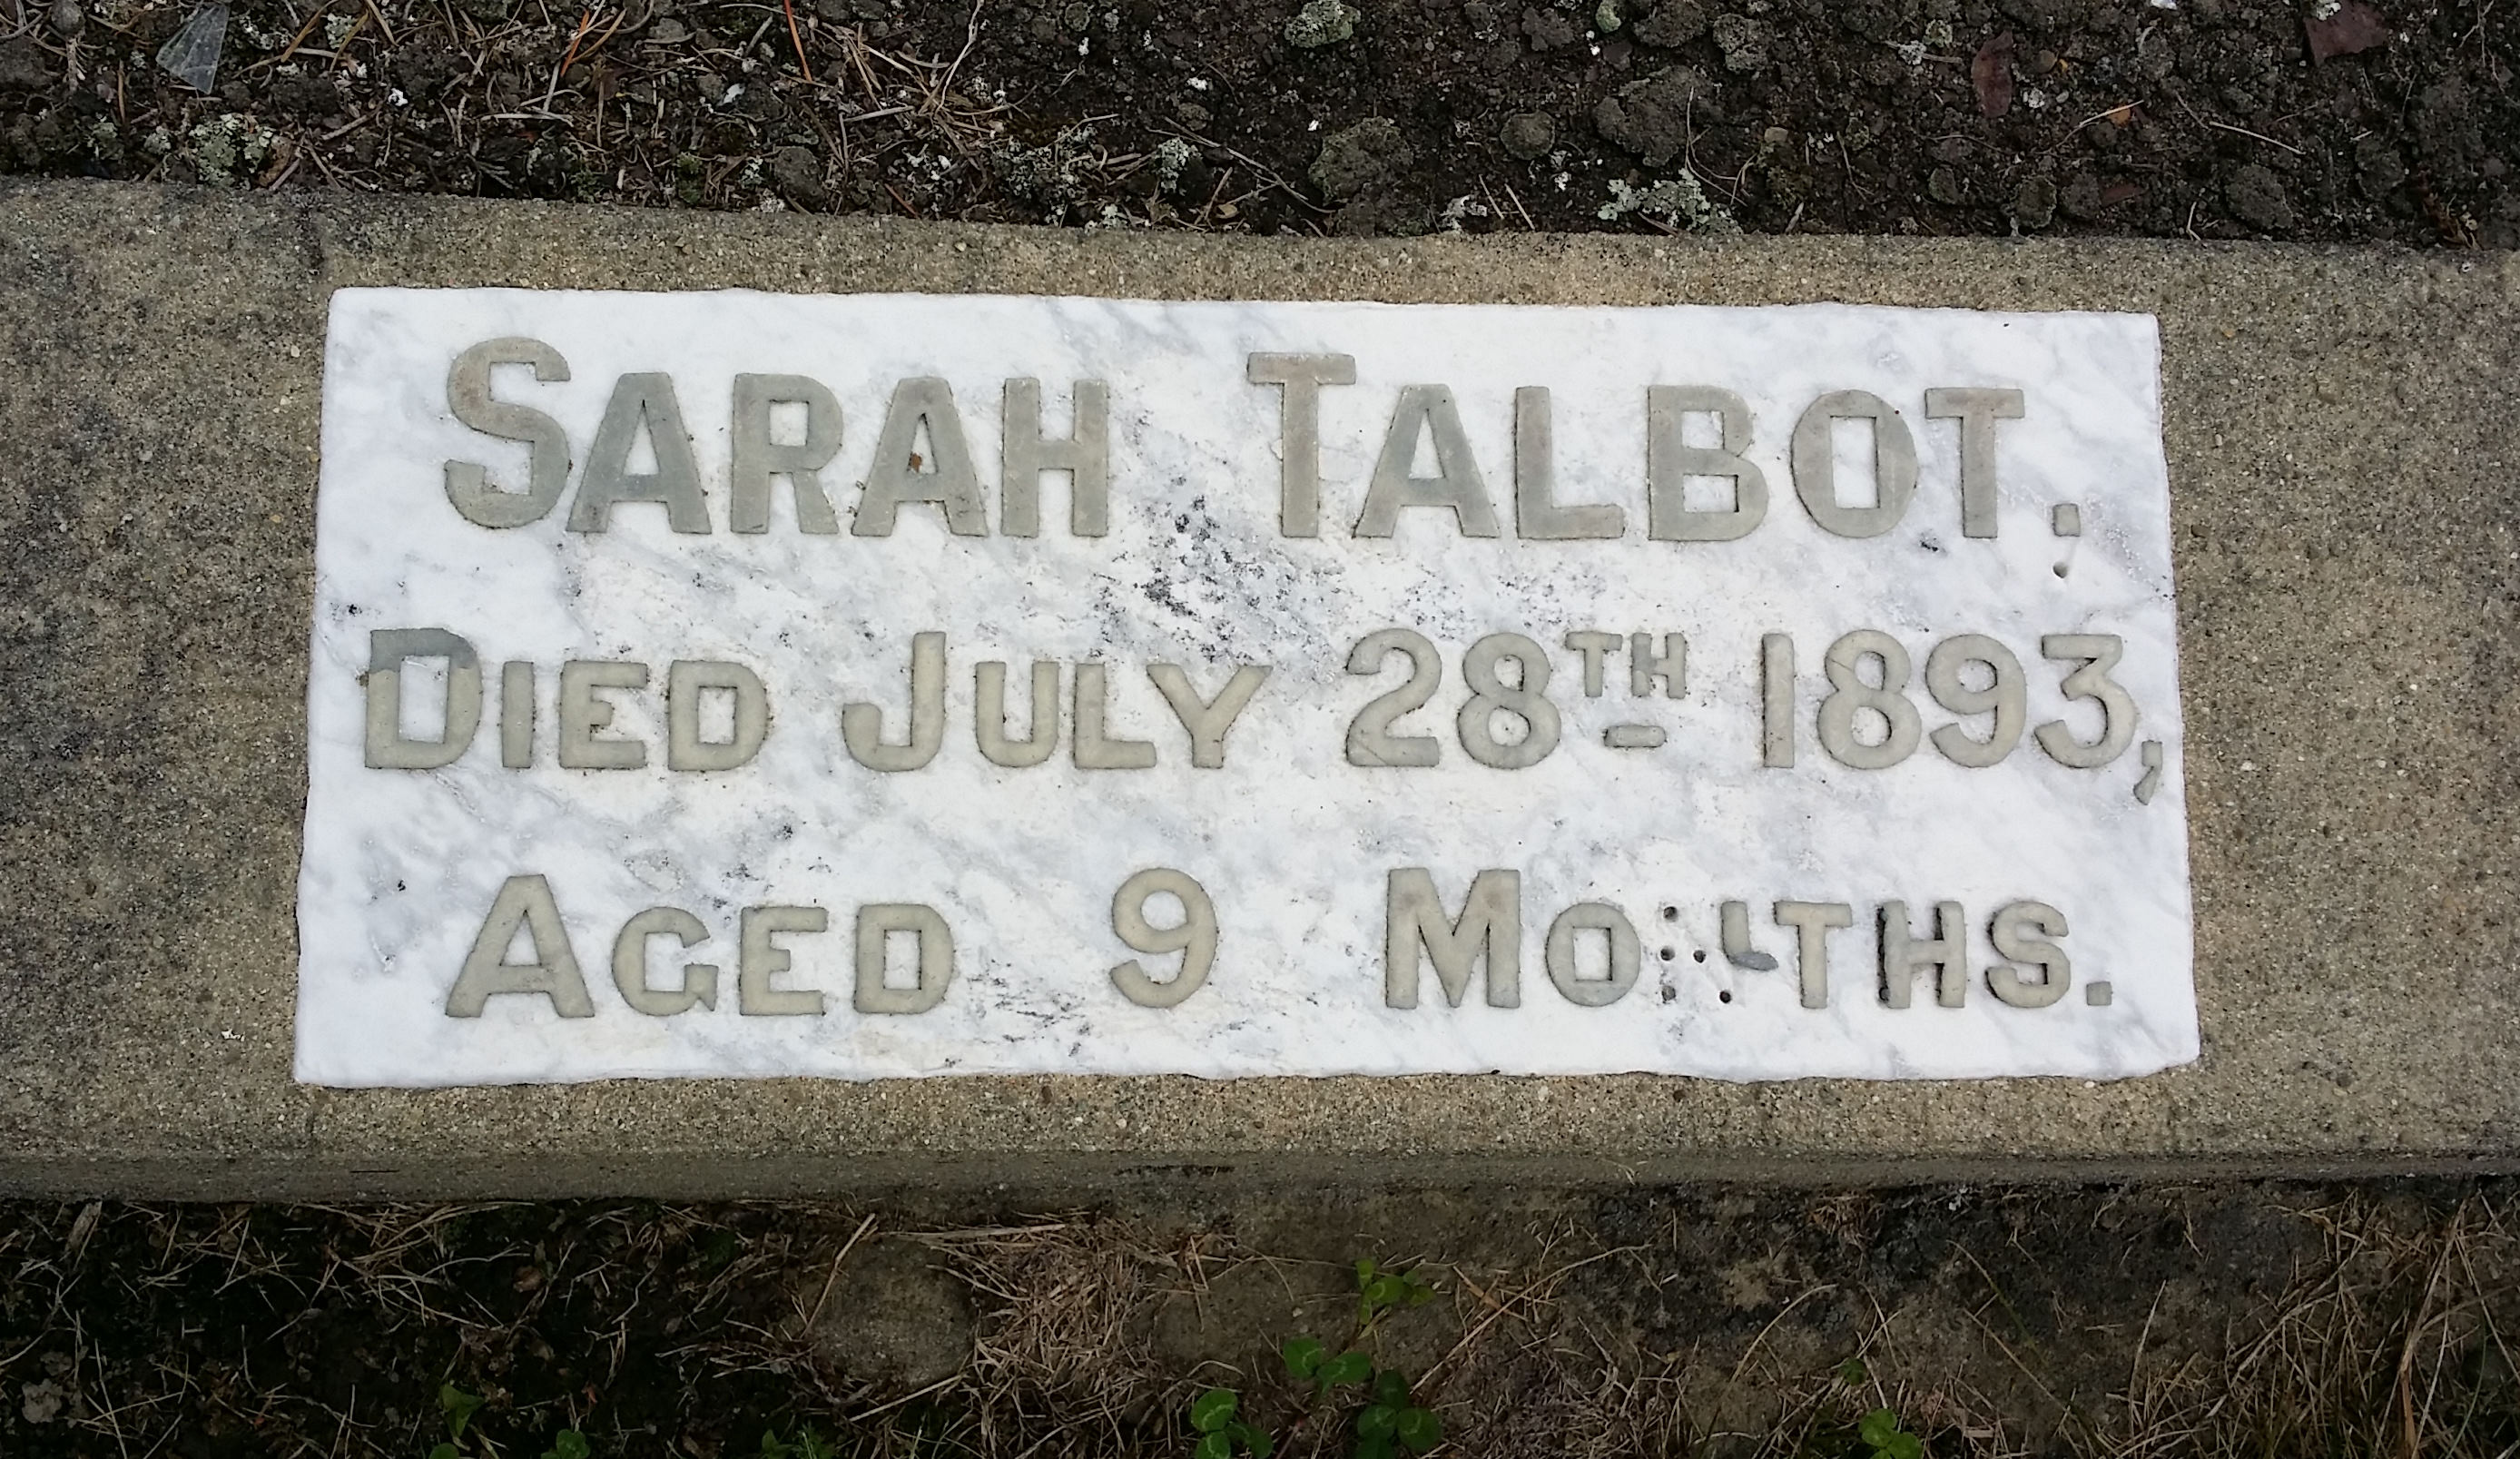 SARAH TALBOT.
DIED JULY 28TH 1893,
AGED 9 MONTHS.